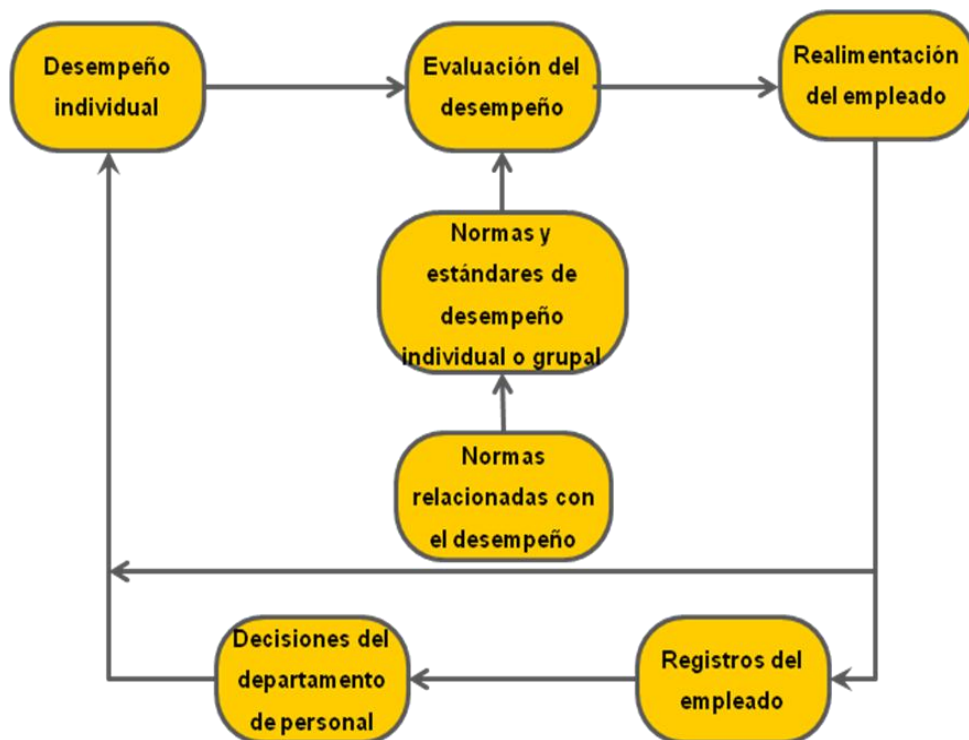 Desempeño
individual
Evaluación del
desempeño
Realimentación
del empleado
Normas y
estándares de
desempeño
individual o grupal
Normas
relacionadas con
el desempeño
Decisiones del
departamento
de personal
Registros del
empleado